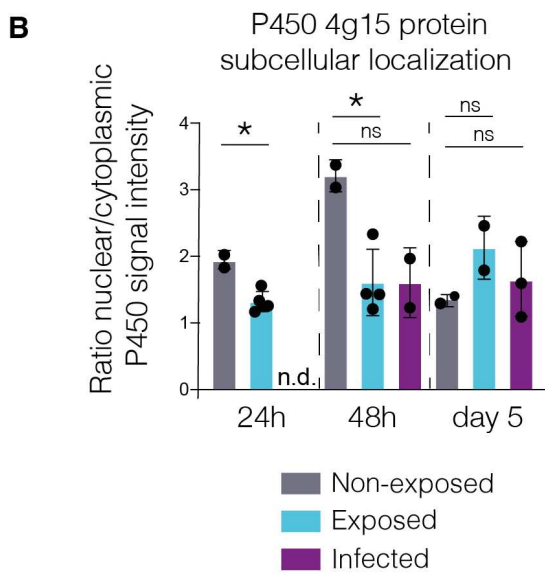 B
P450 4g15 protein
subcellular localization
Ratio nuclear/cytoplasmic
P450 signal intensity
4
3
2
1
0
*
n.d.
*
ns
ns
ns
24h
48h
day 5
Non-exposed
Exposed
Infected